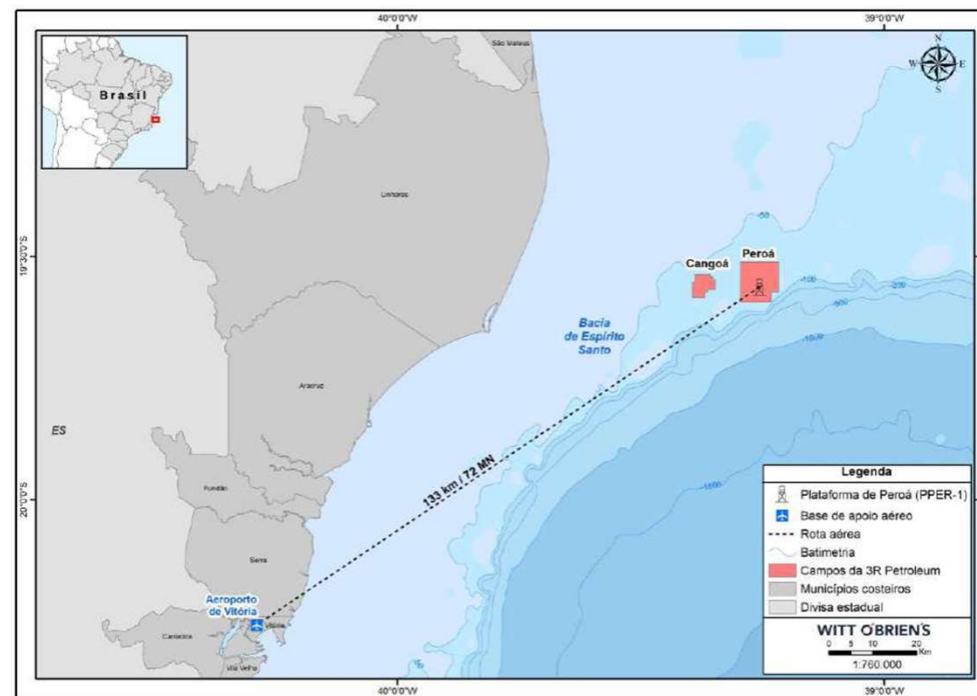 40°0'0"W
39°0'0"W
São Mateus
N
W
E
S
Brasil
Linhares
-50
19°30'0"S
Cangoá
Peroá
-100
-200
-500
-1000
Bacia
de Espírito
Santo
Aracruz
ES
133 km / 72 MN
20°0'0"S
Fundão
Serra
Aeroporto
de Vitória
Vitória
Cariacica
Vila Velha
Legenda
Plataforma de Peroá (PPER-1)
Base de apoio aéreo
Rota aérea
Batimetria
Campos da 3R Petroleum
Municípios costeiros
Divisa estadual
WITT O'BRIEN'S
0 5 10 20
Km
1:760.000
40°0'0"W
39°0'0"W